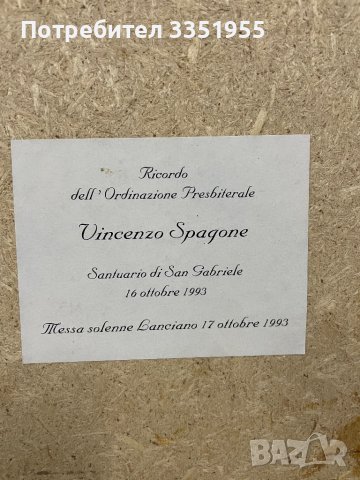 Потребител 3351955
Ricordo
dell' Ordinazione Presbiterale
Vincenzo Spagone
Santuario di San Gabriele
16 ottobre 1993
Messa solenne Lanciano 17 ottobre 1993
BAZAR